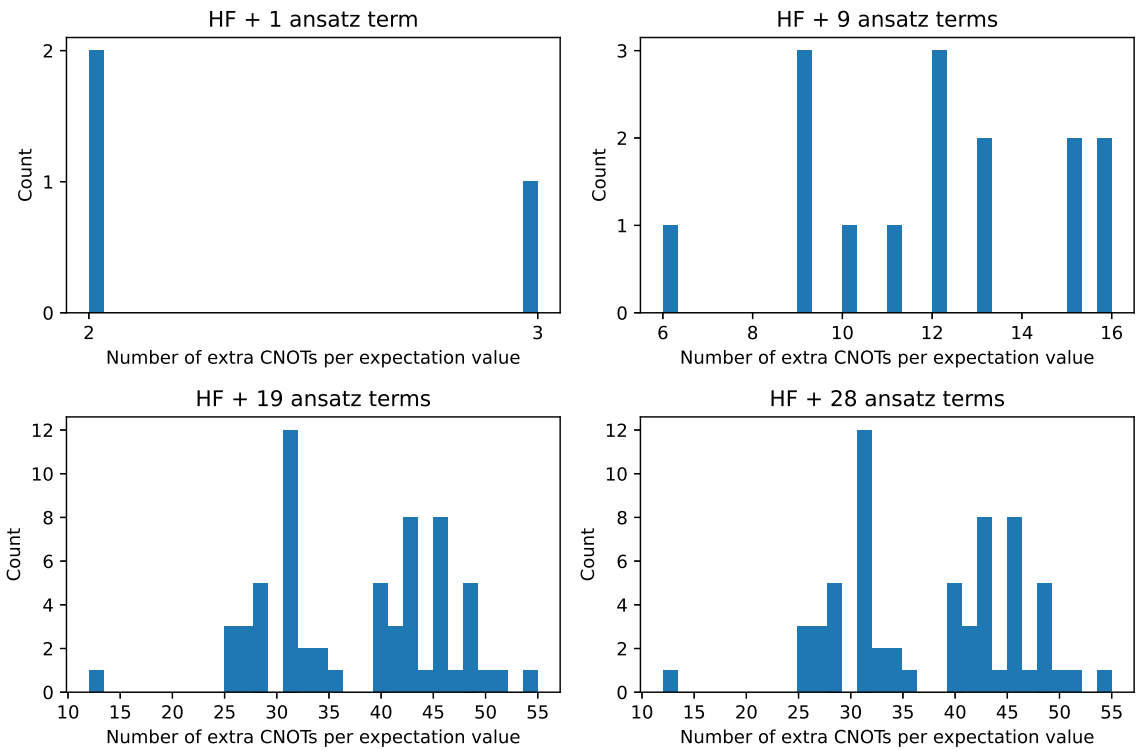 HF + 1 ansatz term
2
1
0
Count
2 3
Number of extra CNOTs per expectation value
HF + 9 ansatz terms
3
2
1
0
Count
6 8 10 12 14 16
Number of extra CNOTs per expectation value
HF + 19 ansatz terms
12
10
8
6
4
2
0
Count
10 15 20 25 30 35 40 45 50 55
Number of extra CNOTs per expectation value
HF + 28 ansatz terms
12
10
8
6
4
2
0
Count
10 15 20 25 30 35 40 45 50 55
Number of extra CNOTs per expectation value